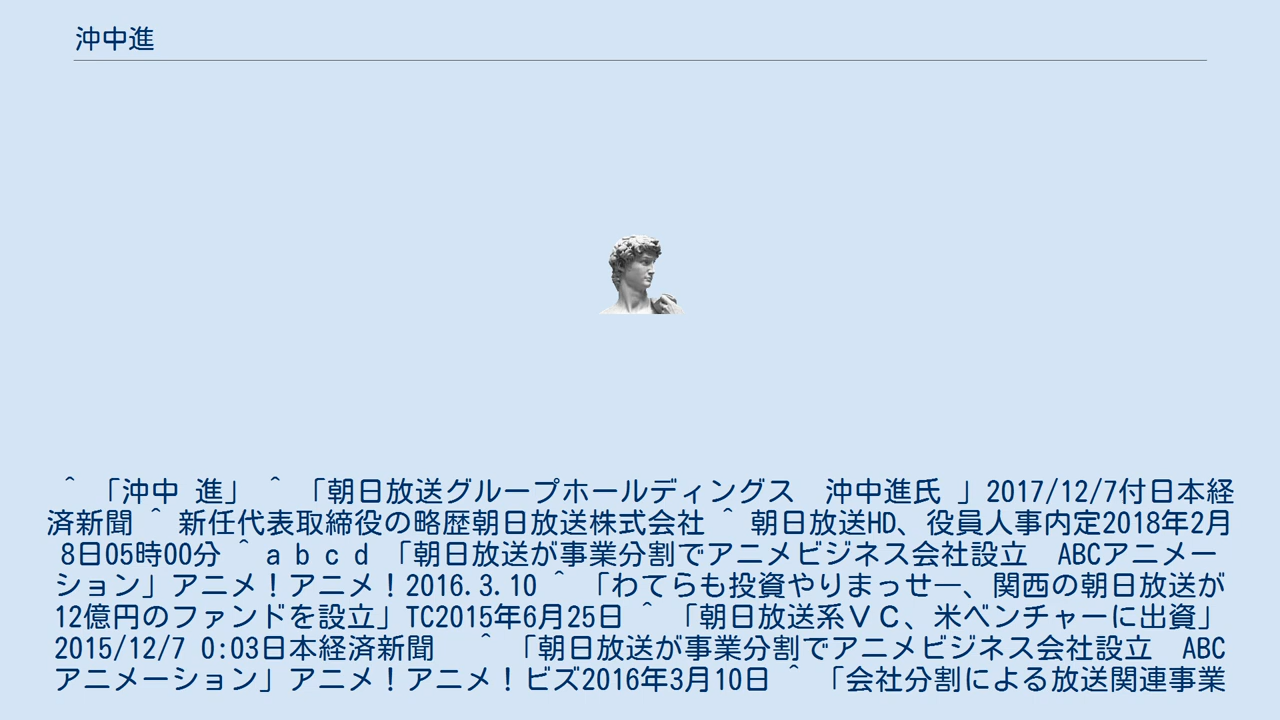 沖中進
^ 「沖中 進」 ^ 「朝日放送グループホールディングス　沖中進氏 」2017/12/7付日本経
済新聞 ^ 新任代表取締役の略歴朝日放送株式会社 ^ 朝日放送HD、役員人事内定2018年2月
8日05時00分 ^ a b c d 「朝日放送が事業分割でアニメビジネス会社設立　ABCアニメー
ション」アニメ！アニメ！2016.3.10 ^ 「わてらも投資やりまっせ―、関西の朝日放送が
12億円のファンドを設立」TC2015年6月25日 ^ 「朝日放送系ＶＣ、米ベンチャーに出資」
2015/12/7 0:03日本経済新聞　 ^ 「朝日放送が事業分割でアニメビジネス会社設立　ABC
アニメーション」アニメ！アニメ！ビズ2016年3月10日 ^ 「会社分割による放送関連事業